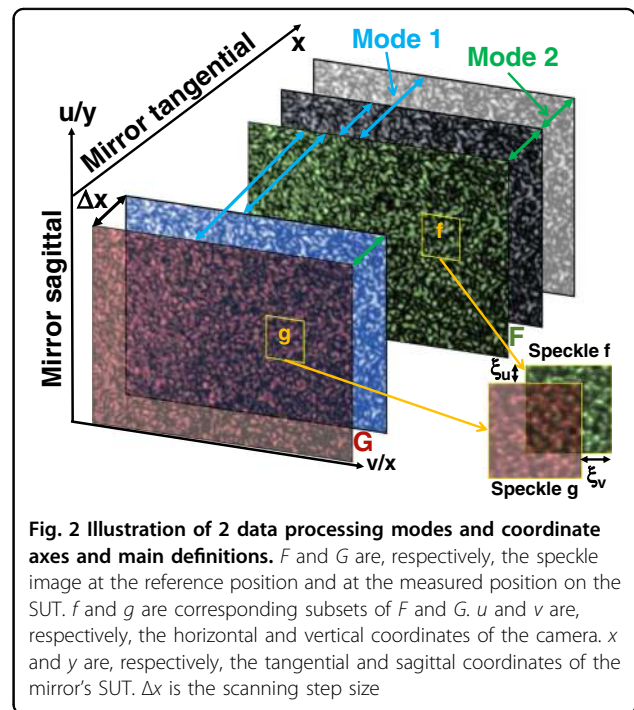 x
Mode 1
Mode 2
u/y
Mirror tangential
Δx
Mirror sagittal
f
g
F
Speckle f
ξu
G
v/x
ξv
Speckle g
Fig. 2 Illustration of 2 data processing modes and coordinate
axes and main definitions. F and G are, respectively, the speckle
image at the reference position and at the measured position on the
SUT. f and g are corresponding subsets of F and G. u and v are,
respectively, the horizontal and vertical coordinates of the camera. x
and y are, respectively, the tangential and sagittal coordinates of the
mirror's SUT. Δx is the scanning step size